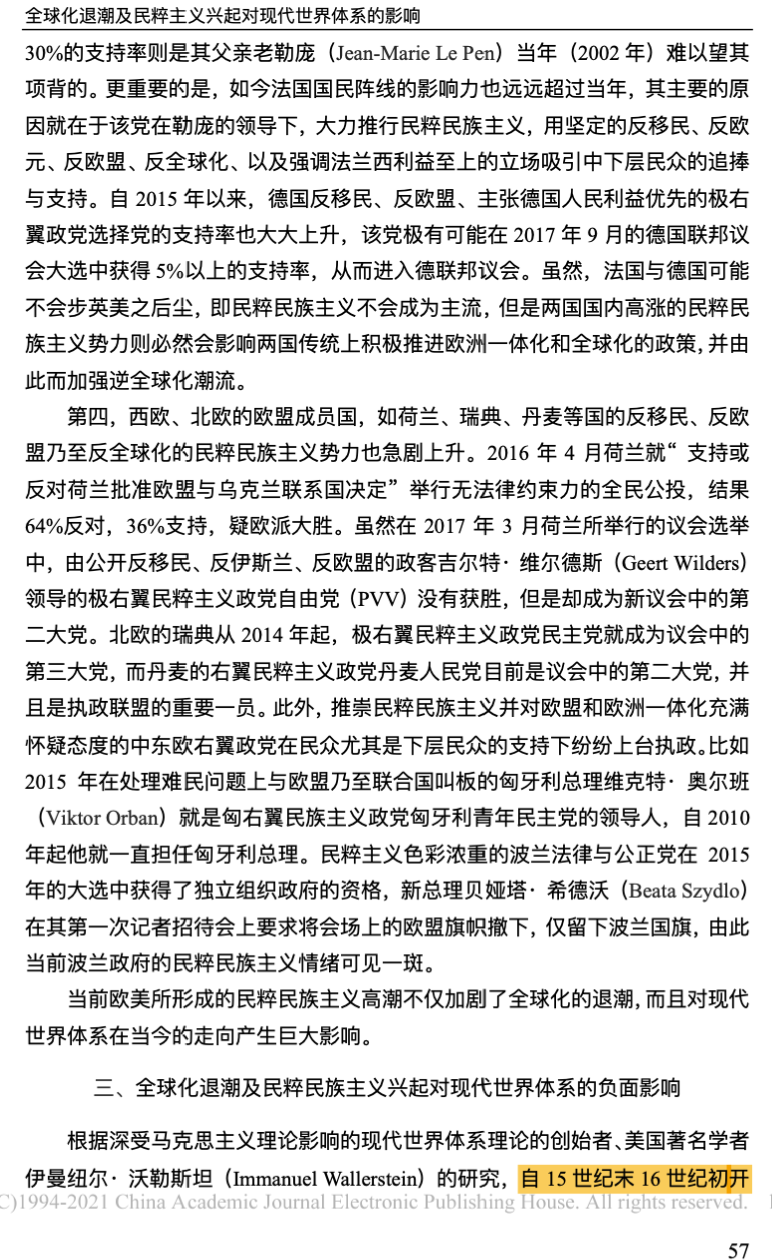 全球化退潮及民粹主义兴起对现代世界体系的影响
30%的支持率则是其父亲老勒庞（Jean-Marie Le Pen）当年（2002 年）难以望其
项背的。更重要的是，如今法国国民阵线的影响力也远远超过当年，其主要的原
因就在于该党在勒庞的领导下，大力推行民粹民族主义，用坚定的反移民、反欧
元、反欧盟、反全球化、以及强调法兰西利益至上的立场吸引中下层民众的追捧
与支持。自 2015 年以来，德国反移民、反欧盟、主张德国人民利益优先的极右
翼政党选择党的支持率也大大上升，该党极有可能在 2017 年 9 月的德国联邦议
会大选中获得 5%以上的支持率，从而进入德联邦议会。虽然，法国与德国可能
不会步英美之后尘，即民粹民族主义不会成为主流，但是两国国内高涨的民粹民
族主义势力则必然会影响两国传统上积极推进欧洲一体化和全球化的政策，并由
此而加强逆全球化潮流。
第四，西欧、北欧的欧盟成员国，如荷兰、瑞典、丹麦等国的反移民、反欧
盟乃至反全球化的民粹民族主义势力也急剧上升。2016 年 4 月荷兰就“ 支持或
反对荷兰批准欧盟与乌克兰联系国决定”举行无法律约束力的全民公投，结果
64%反对，36%支持，疑欧派大胜。虽然在 2017 年 3 月荷兰所举行的议会选举
中，由公开反移民、反伊斯兰、反欧盟的政客吉尔特· 维尔德斯（Geert Wilders）
领导的极右翼民粹主义政党自由党（PVV）没有获胜，但是却成为新议会中的第
二大党。北欧的瑞典从 2014 年起，极右翼民粹主义政党民主党就成为议会中的
第三大党，而丹麦的右翼民粹主义政党丹麦人民党目前是议会中的第二大党，并
且是执政联盟的重要一员。此外，推崇民粹民族主义并对欧盟和欧洲一体化充满
怀疑态度的中东欧右翼政党在民众尤其是下层民众的支持下纷纷上台执政。比如
2015 年在处理难民问题上与欧盟乃至联合国叫板的匈牙利总理维克特· 奥尔班
（Viktor Orban）就是匈右翼民族主义政党匈牙利青年民主党的领导人，自 2010
年起他就一直担任匈牙利总理。民粹主义色彩浓重的波兰法律与公正党在 2015
年的大选中获得了独立组织政府的资格，新总理贝娅塔· 希德沃（Beata Szydlo）
在其第一次记者招待会上要求将会场上的欧盟旗帜撤下，仅留下波兰国旗，由此
当前波兰政府的民粹民族主义情绪可见一斑。
当前欧美所形成的民粹民族主义高潮不仅加剧了全球化的退潮，而且对现代
世界体系在当今的走向产生巨大影响。
三、全球化退潮及民粹民族主义兴起对现代世界体系的负面影响
根据深受马克思主义理论影响的现代世界体系理论的创始者、美国著名学者
伊曼纽尔· 沃勒斯坦（Immanuel Wallerstein）的研究，自 15 世纪末 16 世纪初开
C)1994-2021 China Academic Journal Electronic Publishing House. All rights reserved.
57